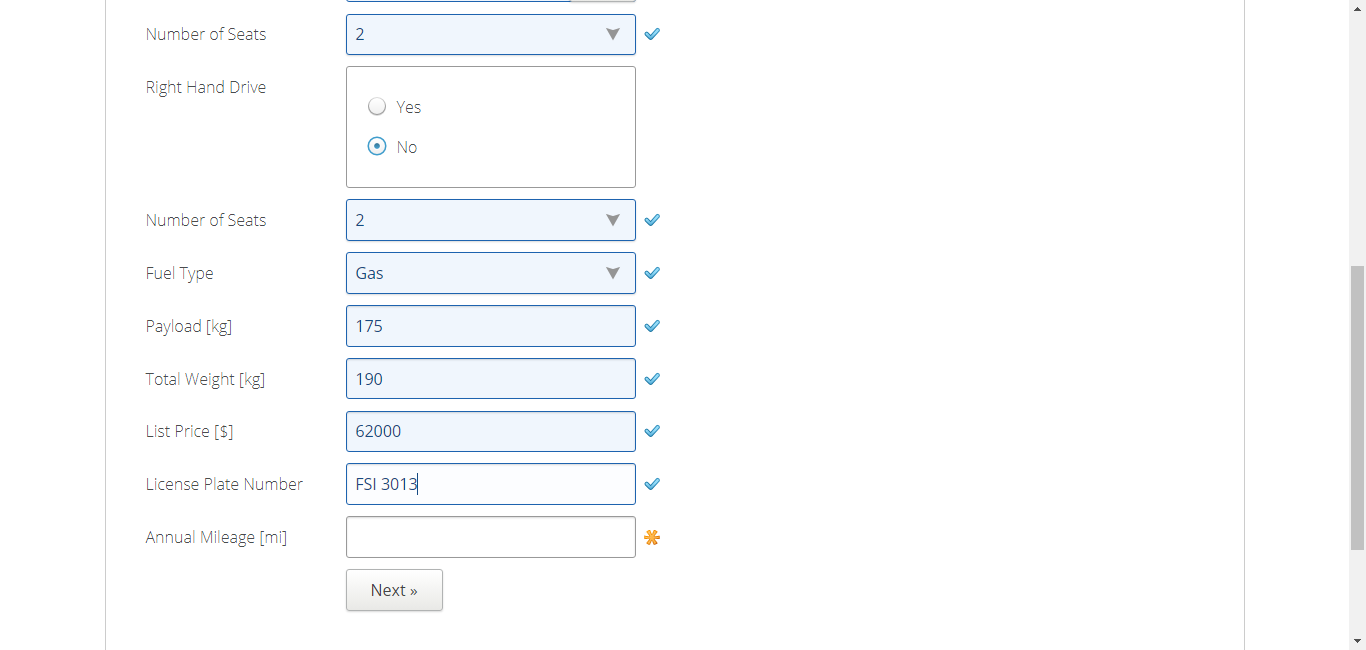 Number of Seats 2
Right Hand Drive
Yes
No
Number of Seats 2
Fuel Type Gas
Payload [kg] 175
Total Weight [kg] 190
List Price [$] 62000
License Plate Number FSI 3013
Annual Mileage [mi]
Next »